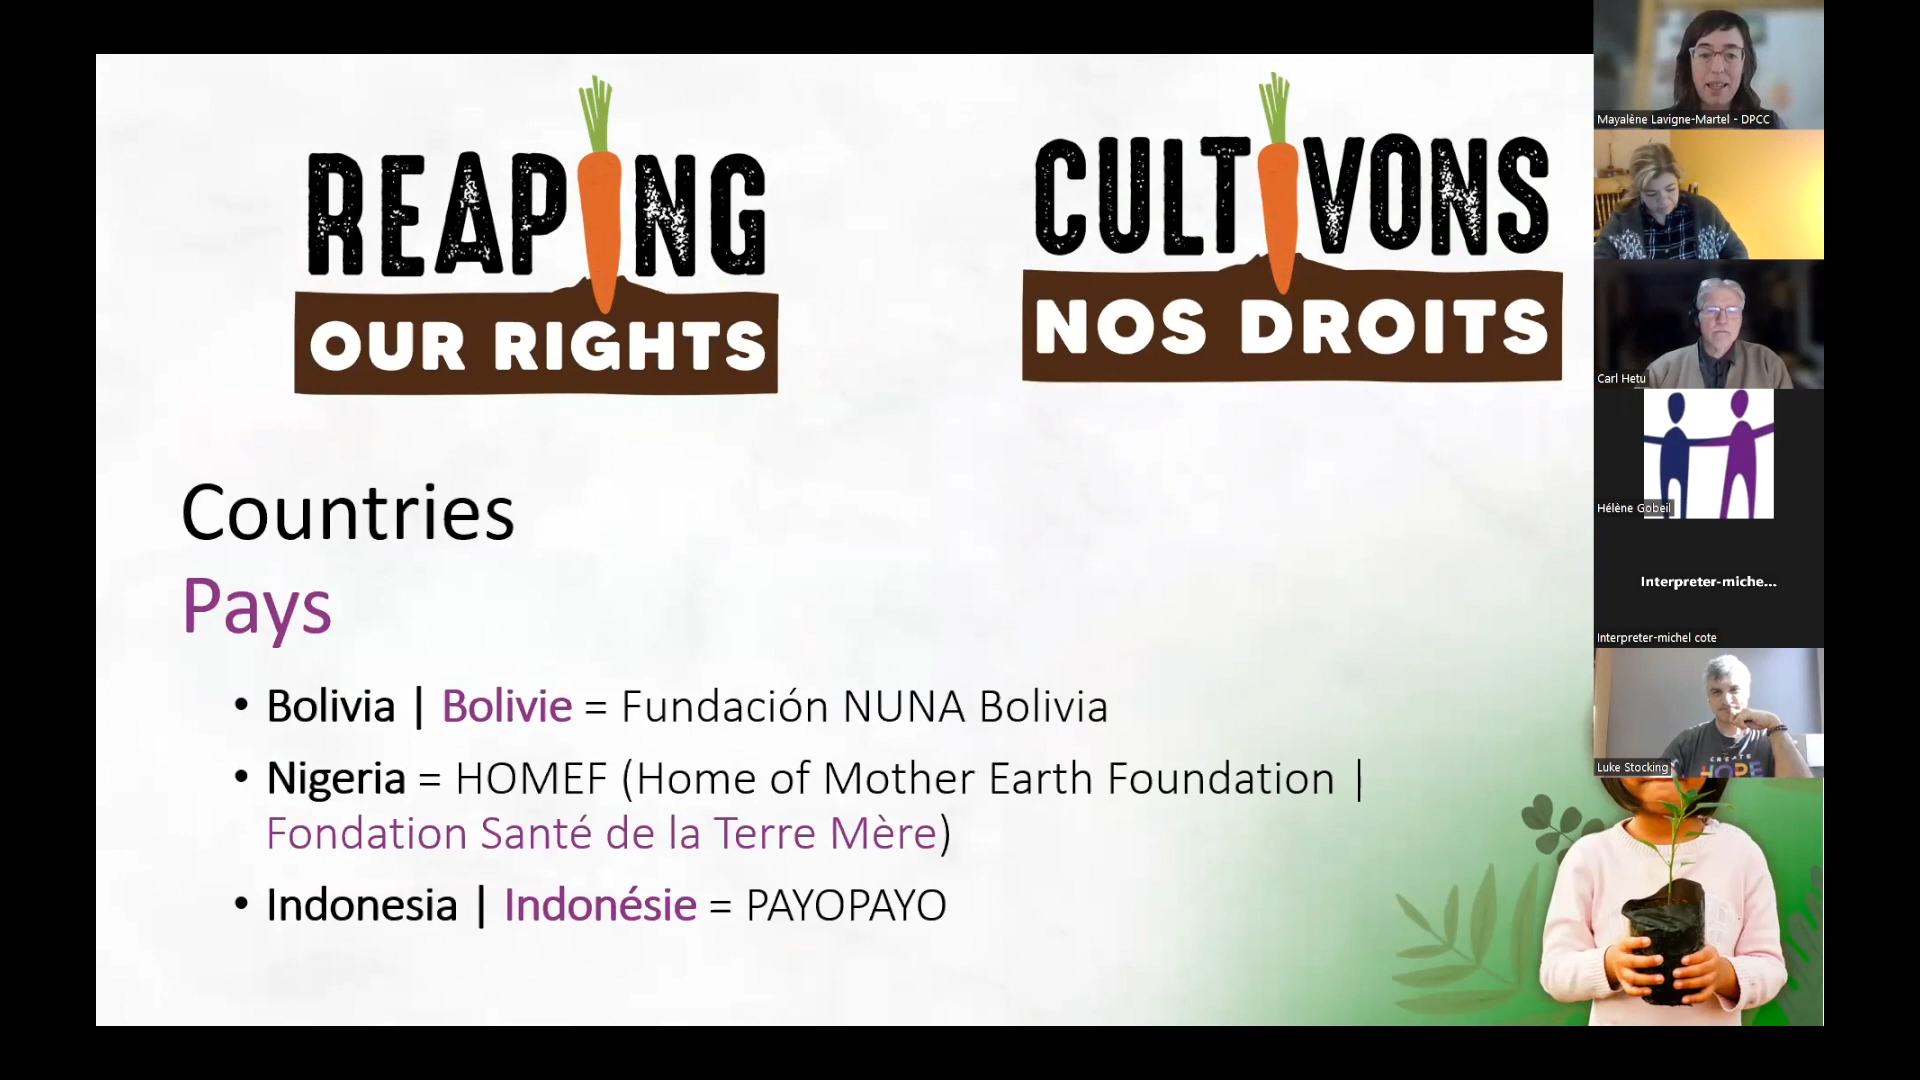 REAPING
OUR RIGHTS
CULTIVONS
NOS DROITS
Countries
Pays
• Bolivia | Bolivie = Fundación NUNA Bolivia
• Nigeria = HOMEF (Home of Mother Earth Foundation |
Fondation Santé de la Terre Mère)
• Indonesia | Indonésie = PAYOPAYO
Mayalène Lavigne-Martel - DPCC
Carl Hetu
Hélène Gobeil
Interpreter-miche...
Interpreter-michel cote
CREATE
HOPE
Luke Stocking